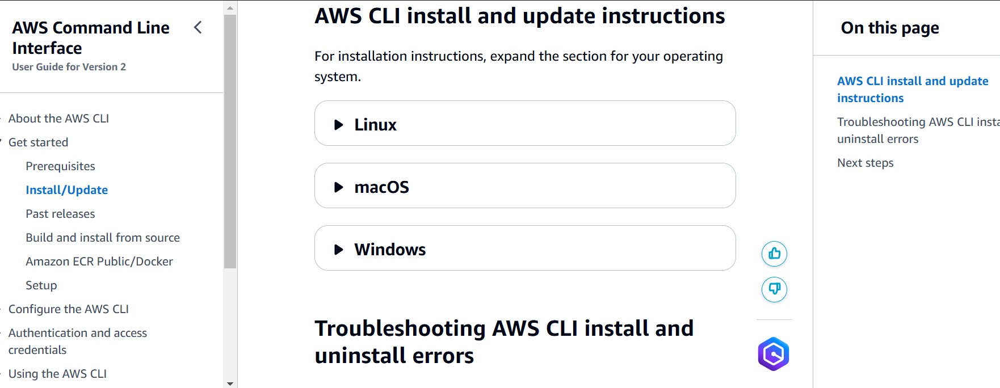 AWS Command Line
Interface
User Guide for Version 2
About the AWS CLI
Get started
Prerequisites
Install/Update
Past releases
Build and install from source
Amazon ECR Public/Docker
Setup
Configure the AWS CLI
Authentication and access
credentials
Using the AWS CLI
AWS CLI install and update instructions
For installation instructions, expand the section for your operating
system.
Linux
macOS
Windows
Troubleshooting AWS CLI install and
uninstall errors
On this page
AWS CLI install and update
instructions
Troubleshooting AWS CLI
uninstall errors
Next steps